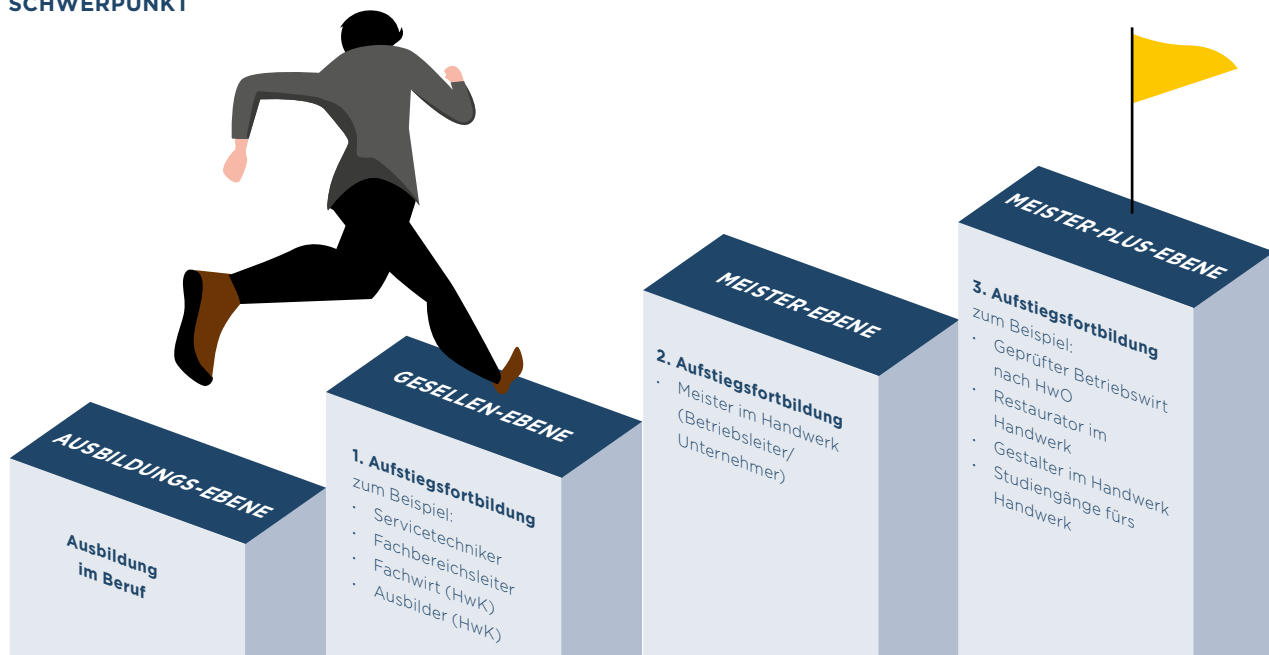 SCHWERPUNKT
AUSBILDUNGS-EBENE
Ausbildung
im Beruf
GESELLEN-EBENE
1. Aufstiegsfortbildung
zum Beispiel:
· Servicetechniker
· Fachbereichsleiter
· Fachwirt (HwK)
· Ausbilder (HwK)
MEISTER-EBENE
2. Aufstiegsfortbildung
· Meister im Handwerk
(Betriebsleiter/
Unternehmer)
MEISTER-PLUS-EBENE
3. Aufstiegsfortbildung
zum Beispiel:
· Geprüfter Betriebswirt
nach HwO
· Restaurator im
Handwerk
· Gestalter im Handwerk
· Studiengänge fürs
Handwerk